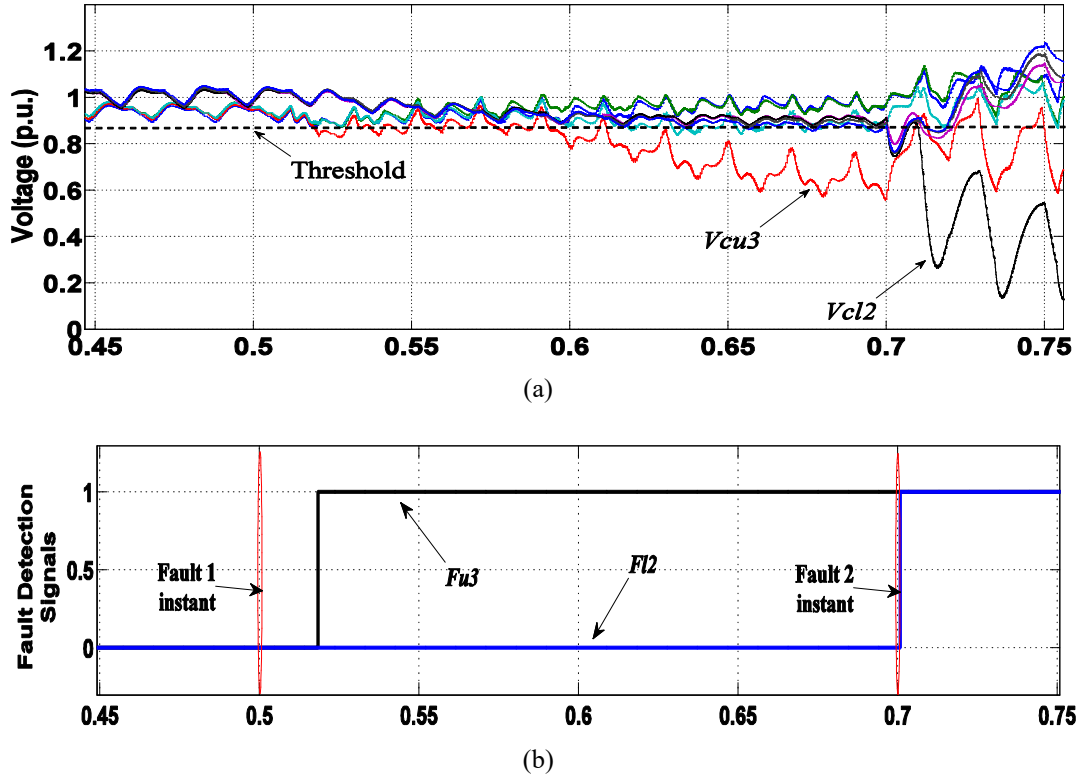 1.2
1
0.8
0.6
0.4
0.2
0
Voltage (p.u.)
Threshold
Vcu3
Vcl2
0.45 0.5 0.55 0.6 0.65 0.7 0.75
(a)
1
0.5
0
Fault Detection
Signals
Fault 1
instant
Fu3
Fl2
Fault 2
instant
0.45 0.5 0.55 0.6 0.65 0.7 0.75
(b)